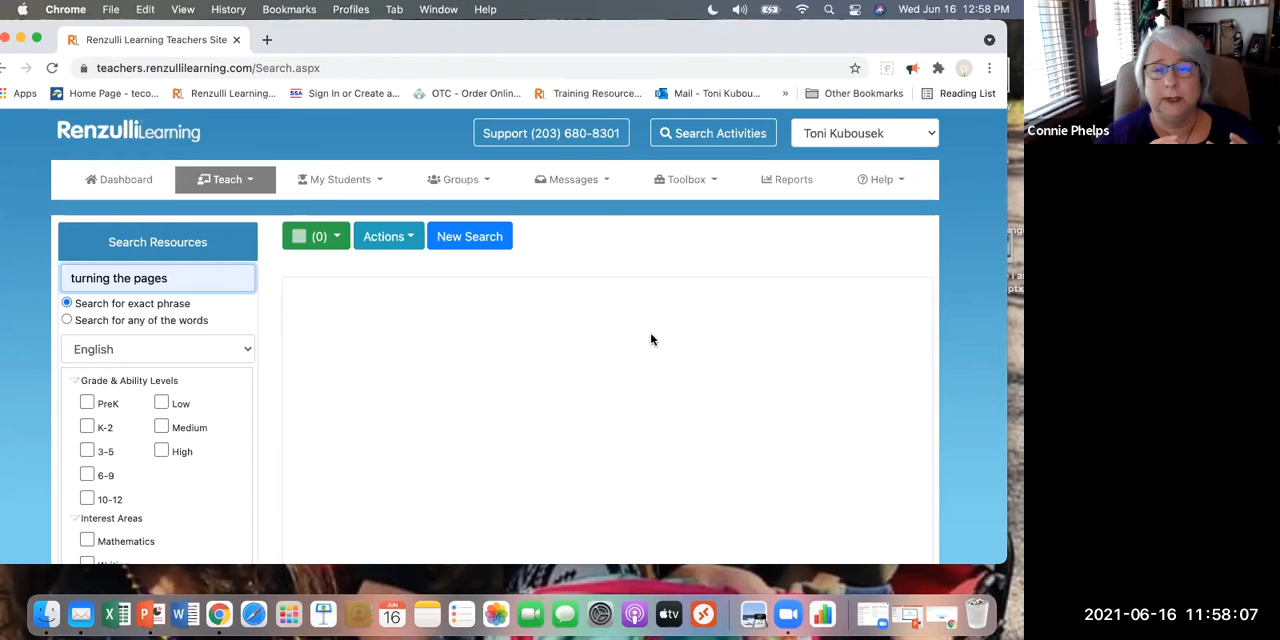 Chrome File Edit View History Bookmarks Profiles Tab Window Help Wed Jun 16 12:58 PM
Renzulli Learning Teachers Site
teachers.renzullilearning.com/Search.aspx
Apps Home Page - teco... Renzulli Learning... Sign In or Create a... OTC - Order Onlin... Training Resource... Mail - Toni Kubou... » Other Bookmarks Reading List
Connie Phelps
RenzulliLearning Support (203) 680-8301 Search Activities Toni Kubousek
Dashboard Teach My Students Groups Messages Toolbox Reports Help
Search Resources (0) Actions New Search
turning the pages
Search for exact phrase
Search for any of the words
English
Grade & Ability Levels
PreK Low
K-2 Medium
3-5 High
6-9
10-12
Interest Areas
Mathematics
JUN
16
tv
2021-06-16 11:58:07